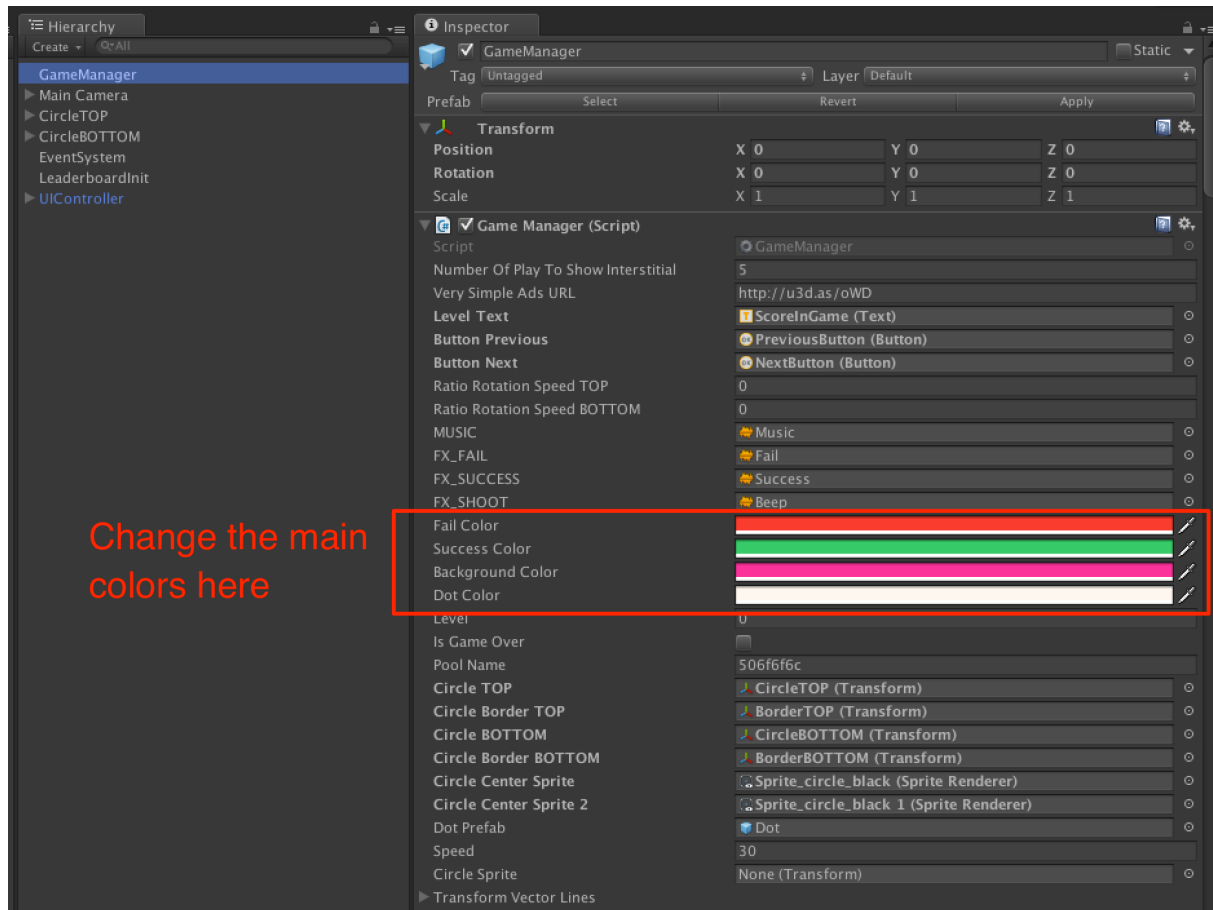 Hierarchy
Create
All
GameManager
Main Camera
CircleTOP
CircleBOTTOM
EventSystem
LeaderboardInit
UIController
Inspector
GameManager Static
Tag Untagged Layer Default
Prefab Select Revert Apply
Transform
Position X 0 Y 0 Z 0
Rotation X 0 Y 0 Z 0
Scale X 1 Y 1 Z 1
Game Manager (Script)
Script GameManager
Number Of Play To Show Interstitial 5
Very Simple Ads URL http://u3d.as/oWD
Level Text ScoreInGame (Text)
Button Previous PreviousButton (Button)
Button Next NextButton (Button)
Ratio Rotation Speed TOP 0
Ratio Rotation Speed BOTTOM 0
MUSIC Music
FX_FAIL Fail
FX_SUCCESS Success
FX_SHOOT Beep
Change the main
colors here
Fail Color
Success Color
Background Color
Dot Color
Level 0
Is Game Over
Pool Name 506f6f6c
Circle TOP CircleTOP (Transform)
Circle Border TOP BorderTOP (Transform)
Circle BOTTOM CircleBOTTOM (Transform)
Circle Border BOTTOM BorderBOTTOM (Transform)
Circle Center Sprite Sprite_circle_black (Sprite Renderer)
Circle Center Sprite 2 Sprite_circle_black 1 (Sprite Renderer)
Dot Prefab Dot
Speed 30
Circle Sprite None (Transform)
Transform Vector Lines